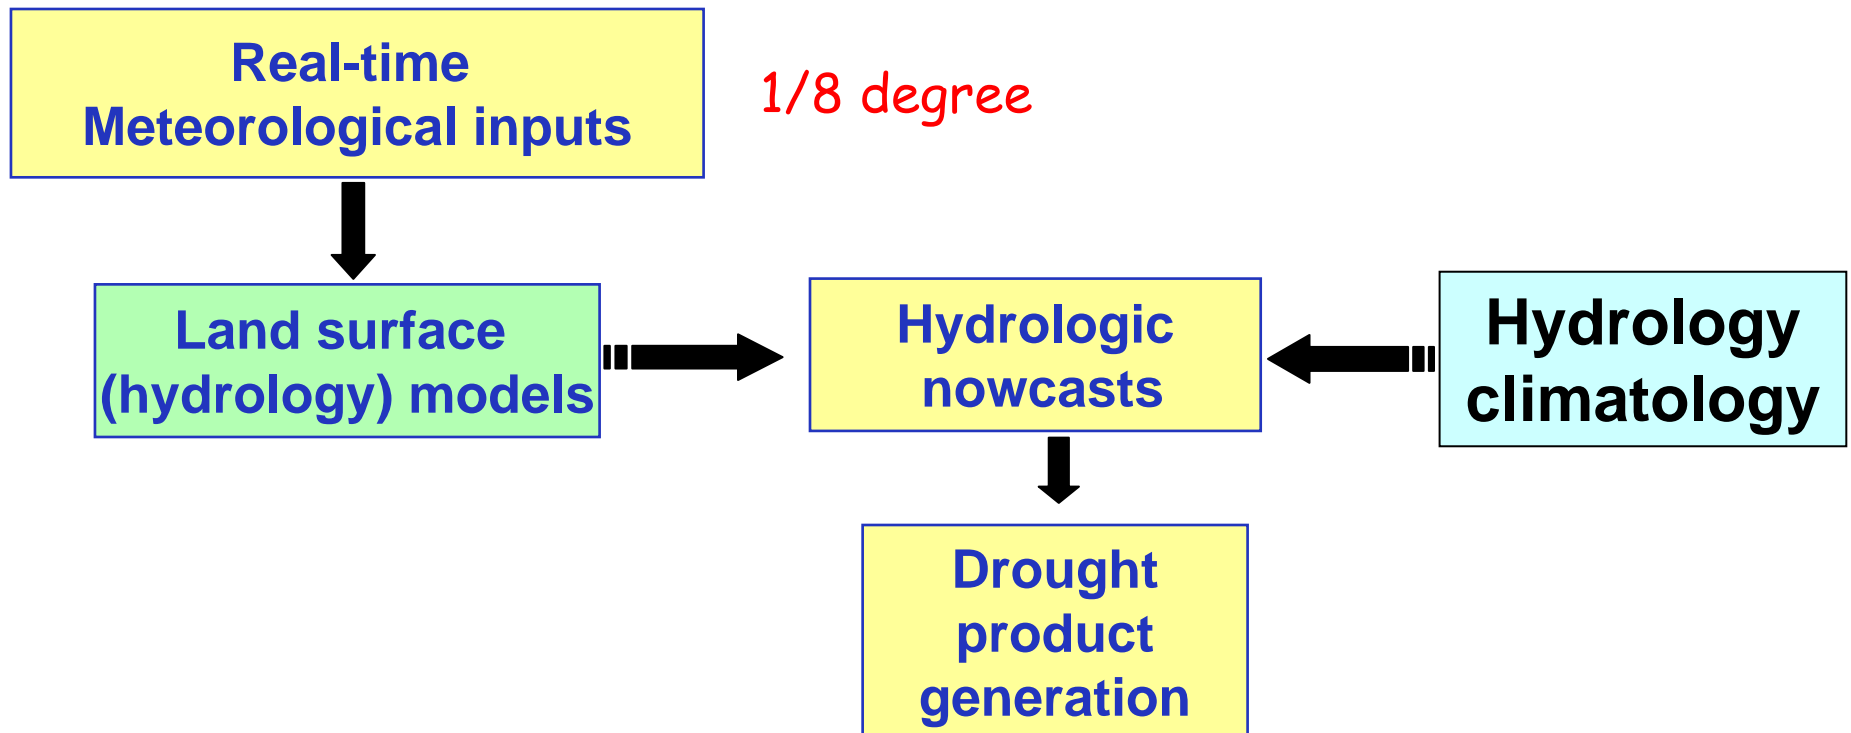 Real-time
Meteorological inputs
1/8 degree
Land surface
(hydrology) models
Hydrologic
nowcasts
Hydrology
climatology
Drought
product
generation